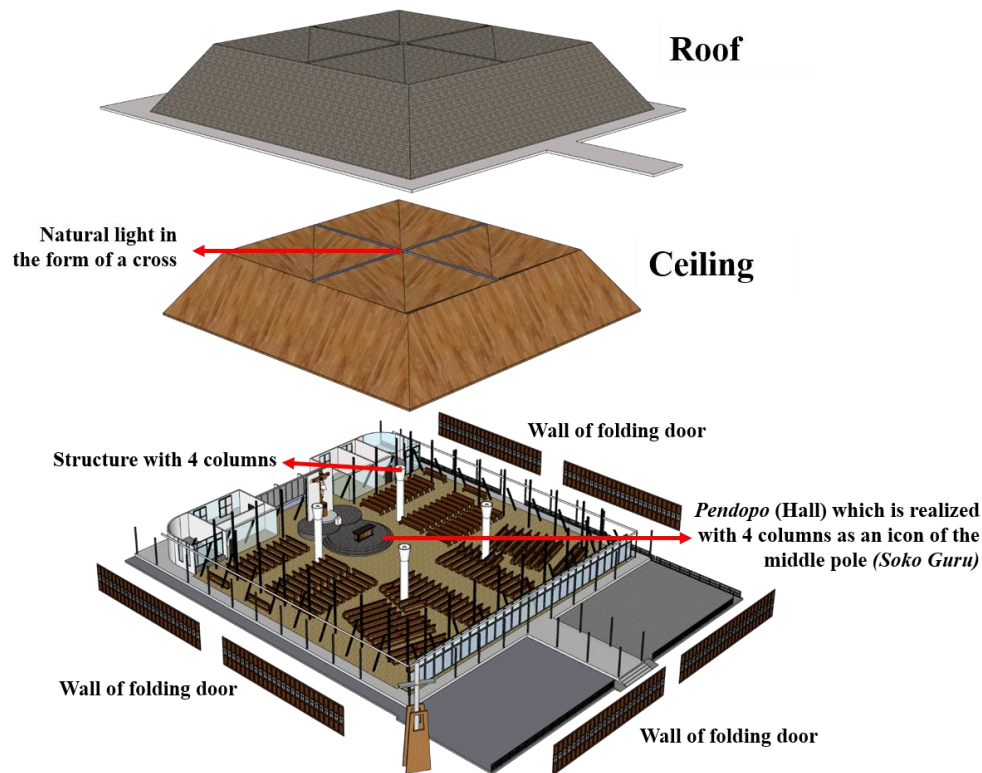 Roof
Natural light in
the form of a cross
Ceiling
Wall of folding door
Structure with 4 columns
Pendopo (Hall) which is realized
with 4 columns as an icon of the
middle pole (Soko Guru)
Wall of folding door
Wall of folding door